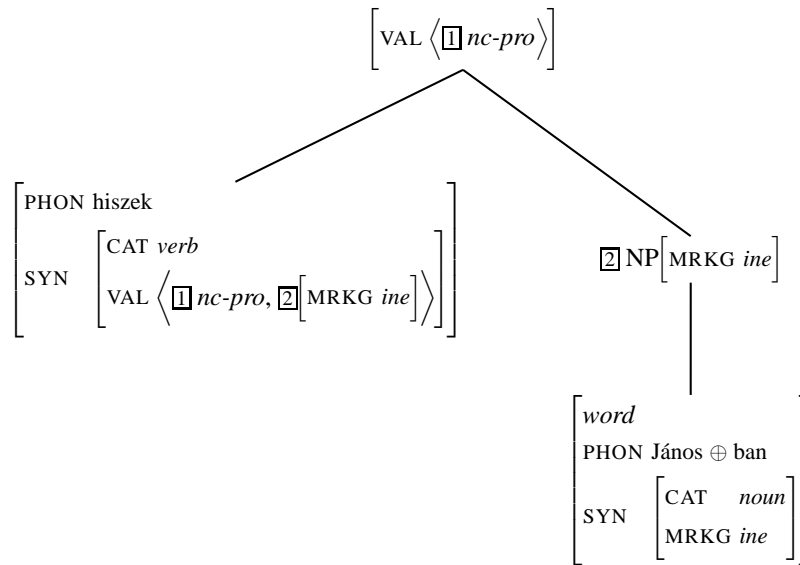 [VAL ⟨[1] nc-pro⟩]
PHON hiszek
SYN [CAT verb
VAL ⟨[1] nc-pro, [2][MRKG ine]⟩]
[2] NP[MRKG ine]
word
PHON János ⊕ ban
SYN [CAT noun
MRKG ine]